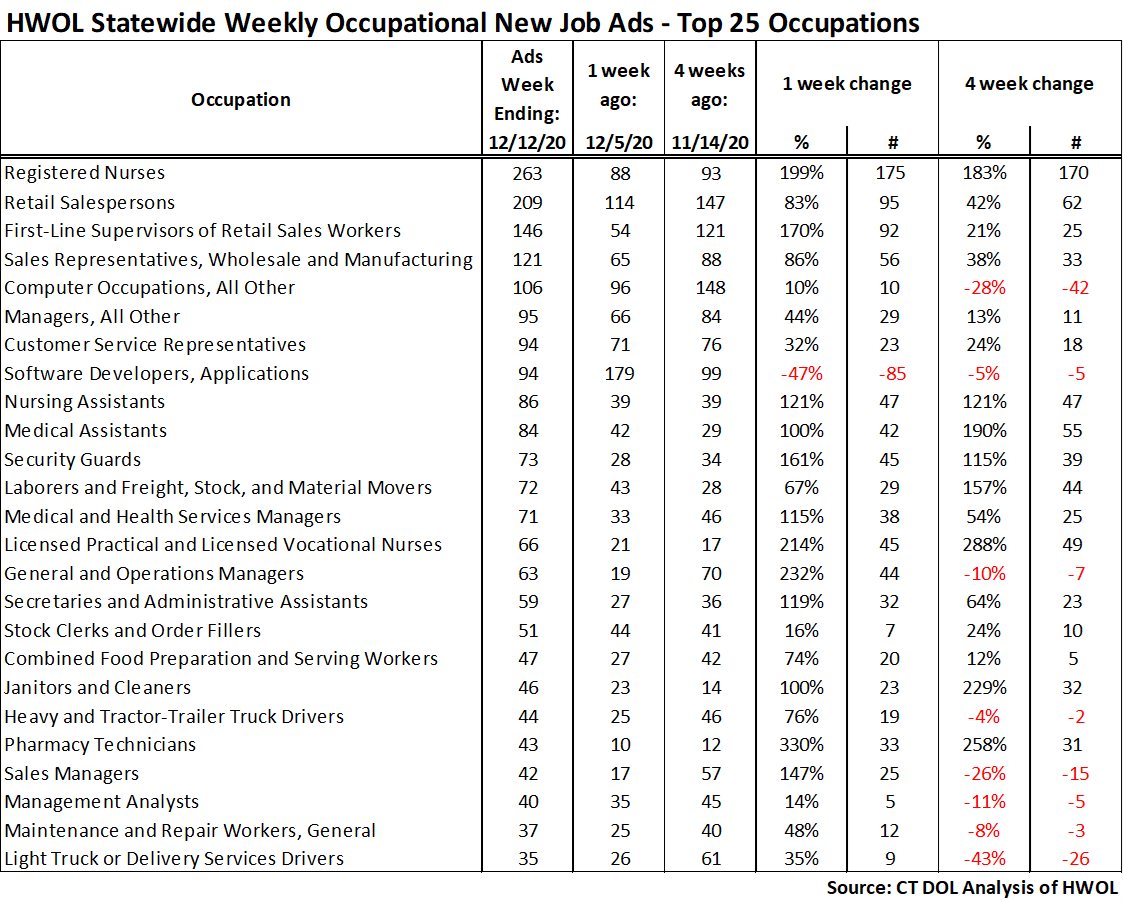 HWOL Statewide Weekly Occupational New Job Ads - Top 25 Occupations
Occupation Ads Week Ending: 12/12/20 1 week ago: 12/5/20 4 weeks ago: 11/14/20 1 week change 4 week change
% # % #
Registered Nurses 263 88 93 199% 175 183% 170
Retail Salespersons 209 114 147 83% 95 42% 62
First-Line Supervisors of Retail Sales Workers 146 54 121 170% 92 21% 25
Sales Representatives, Wholesale and Manufacturing 121 65 88 86% 56 38% 33
Computer Occupations, All Other 106 96 148 10% 10 -28% -42
Managers, All Other 95 66 84 44% 29 13% 11
Customer Service Representatives 94 71 76 32% 23 24% 18
Software Developers, Applications 94 179 99 -47% -85 -5% -5
Nursing Assistants 86 39 39 121% 47 121% 47
Medical Assistants 84 42 29 100% 42 190% 55
Security Guards 73 28 34 161% 45 115% 39
Laborers and Freight, Stock, and Material Movers 72 43 28 67% 29 157% 44
Medical and Health Services Managers 71 33 46 115% 38 54% 25
Licensed Practical and Licensed Vocational Nurses 66 21 17 214% 45 288% 49
General and Operations Managers 63 19 70 232% 44 -10% -7
Secretaries and Administrative Assistants 59 27 36 119% 32 64% 23
Stock Clerks and Order Fillers 51 44 41 16% 7 24% 10
Combined Food Preparation and Serving Workers 47 27 42 74% 20 12% 5
Janitors and Cleaners 46 23 14 100% 23 229% 32
Heavy and Tractor-Trailer Truck Drivers 44 25 46 76% 19 -4% -2
Pharmacy Technicians 43 10 12 330% 33 258% 31
Sales Managers 42 17 57 147% 25 -26% -15
Management Analysts 40 35 45 14% 5 -11% -5
Maintenance and Repair Workers, General 37 25 40 48% 12 -8% -3
Light Truck or Delivery Services Drivers 35 26 61 35% 9 -43% -26
Source: CT DOL Analysis of HWOL